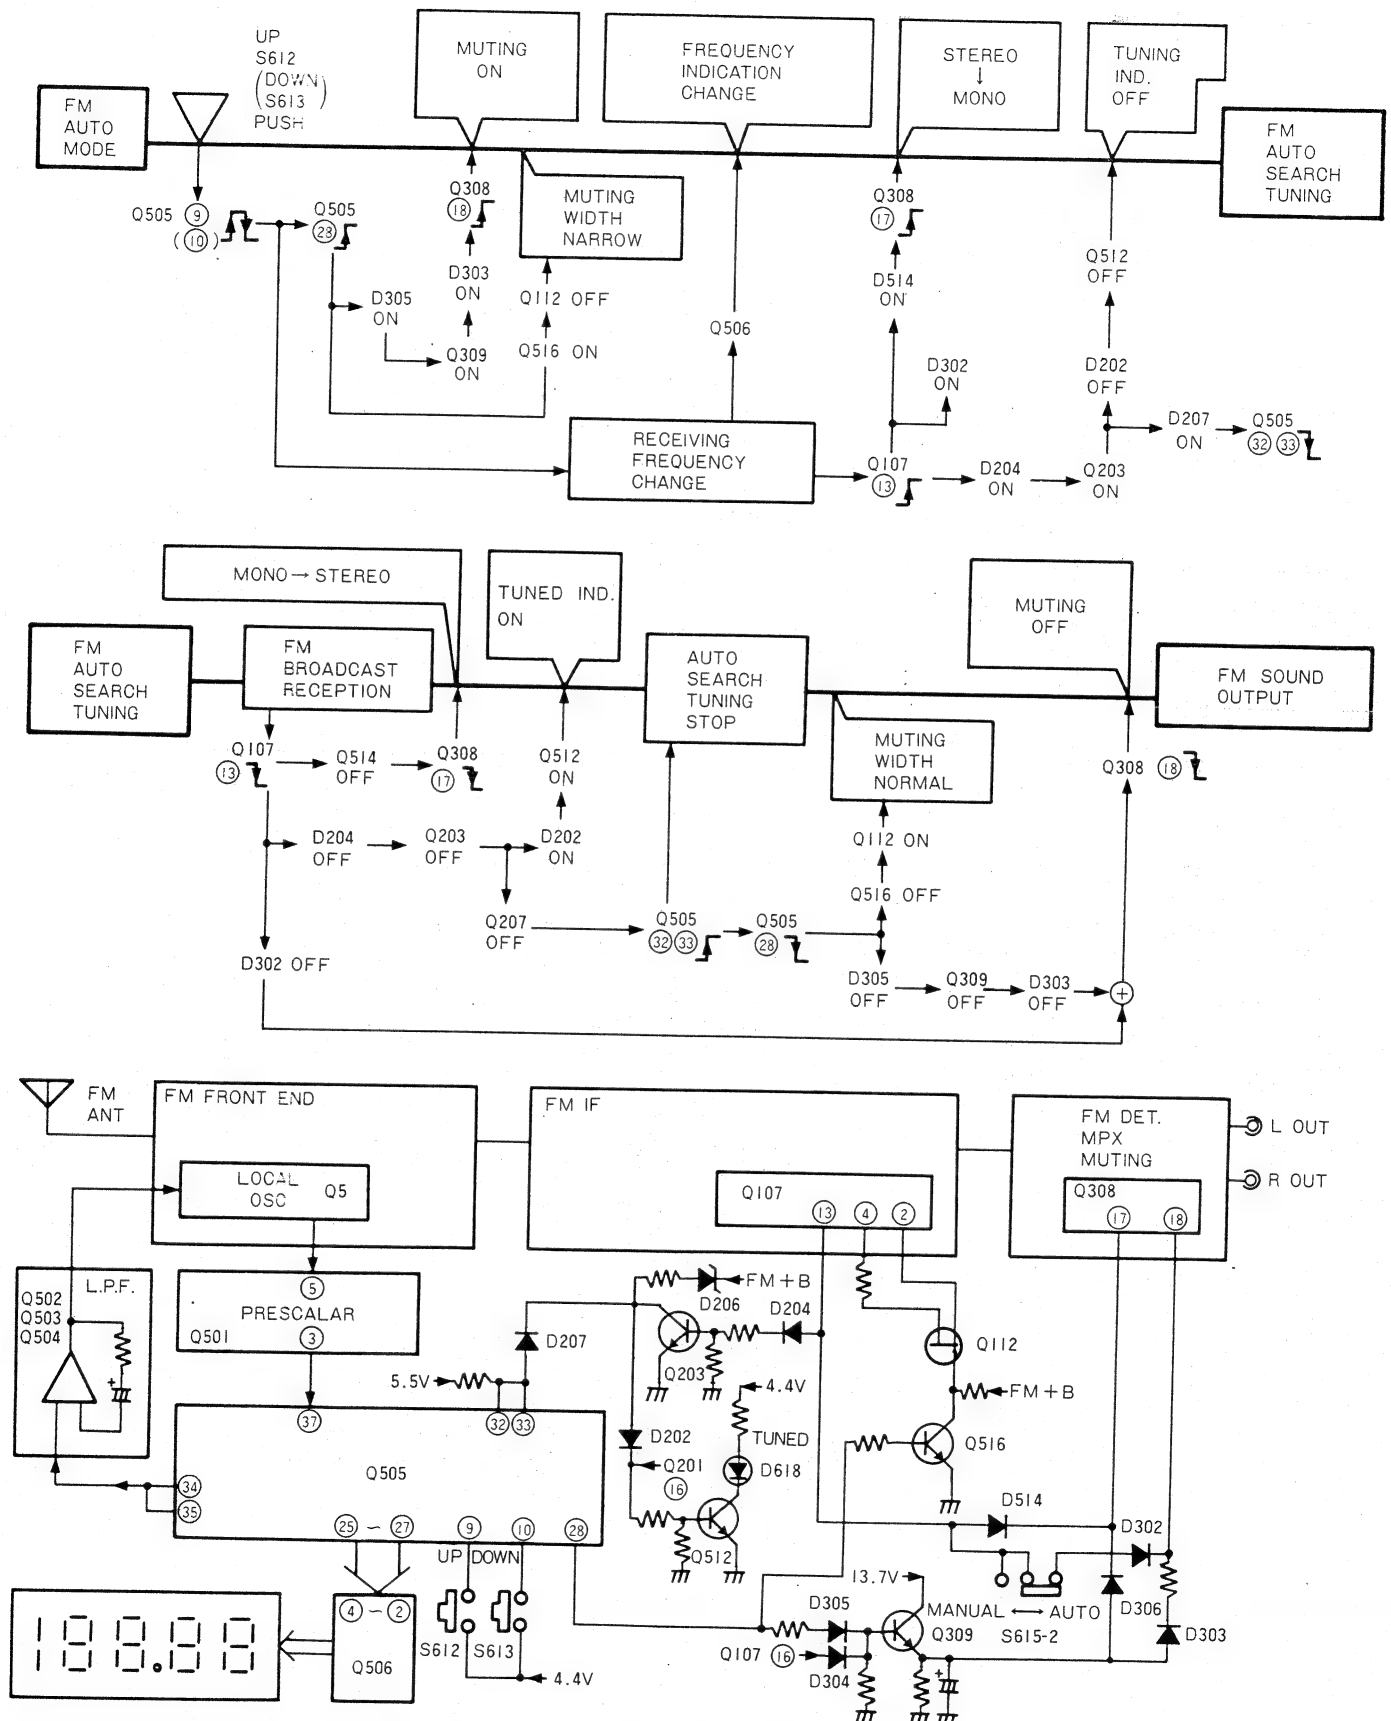 UP
S612
(DOWN)
(S613)
PUSH
FM
AUTO
MODE
MUTING
ON
FREQUENCY
INDICATION
CHANGE
STEREO
↓
MONO
TUNING
IND.
OFF
FM
AUTO
SEARCH
TUNING
Q505 9
(10)
Q505
28
Q308
18
MUTING
WIDTH
NARROW
Q308
17
Q512
OFF
D305
ON
D303
ON
Q112 OFF
D514
ON
Q309
ON
Q516 ON
Q506
D302
ON
D202
OFF
RECEIVING
FREQUENCY
CHANGE
Q107
13
D204
ON
Q203
ON
D207
ON
Q505
32 33
MONO → STEREO
TUNED IND.
ON
MUTING
OFF
FM
AUTO
SEARCH
TUNING
FM
BROADCAST
RECEPTION
AUTO
SEARCH
TUNING
STOP
FM SOUND
OUTPUT
Q107
13
Q514
OFF
Q308
17
Q512
ON
MUTING
WIDTH
NORMAL
Q308 18
D204
OFF
Q203
OFF
D202
ON
Q112 ON
Q207
OFF
Q505
32 33
Q505
28
Q516 OFF
D302 OFF
D305
OFF
Q309
OFF
D303
OFF
+
FM
ANT
FM FRONT END
LOCAL
OSC Q5
FM IF
Q107
13 4 2
FM DET.
MPX
MUTING
Q308
17 18
L OUT
R OUT
L.P.F.
Q502
Q503
Q504
+
5
PRESCALAR
Q501 3
FM+B
D206
D204
D207
Q203
Q112
FM+B
5.5V
4.4V
37 32 33
Q505
34
35
25 ~ 27 9 10 28
D202
Q201
16
TUNED
D618
Q512
Q516
D514
D302
UP DOWN
S612 S613
4.4V
4 ~ 2
Q506
188.88
13.7V
D305
Q107 16
D304
Q309
MANUAL ↔ AUTO
S615-2
D306
D303
+